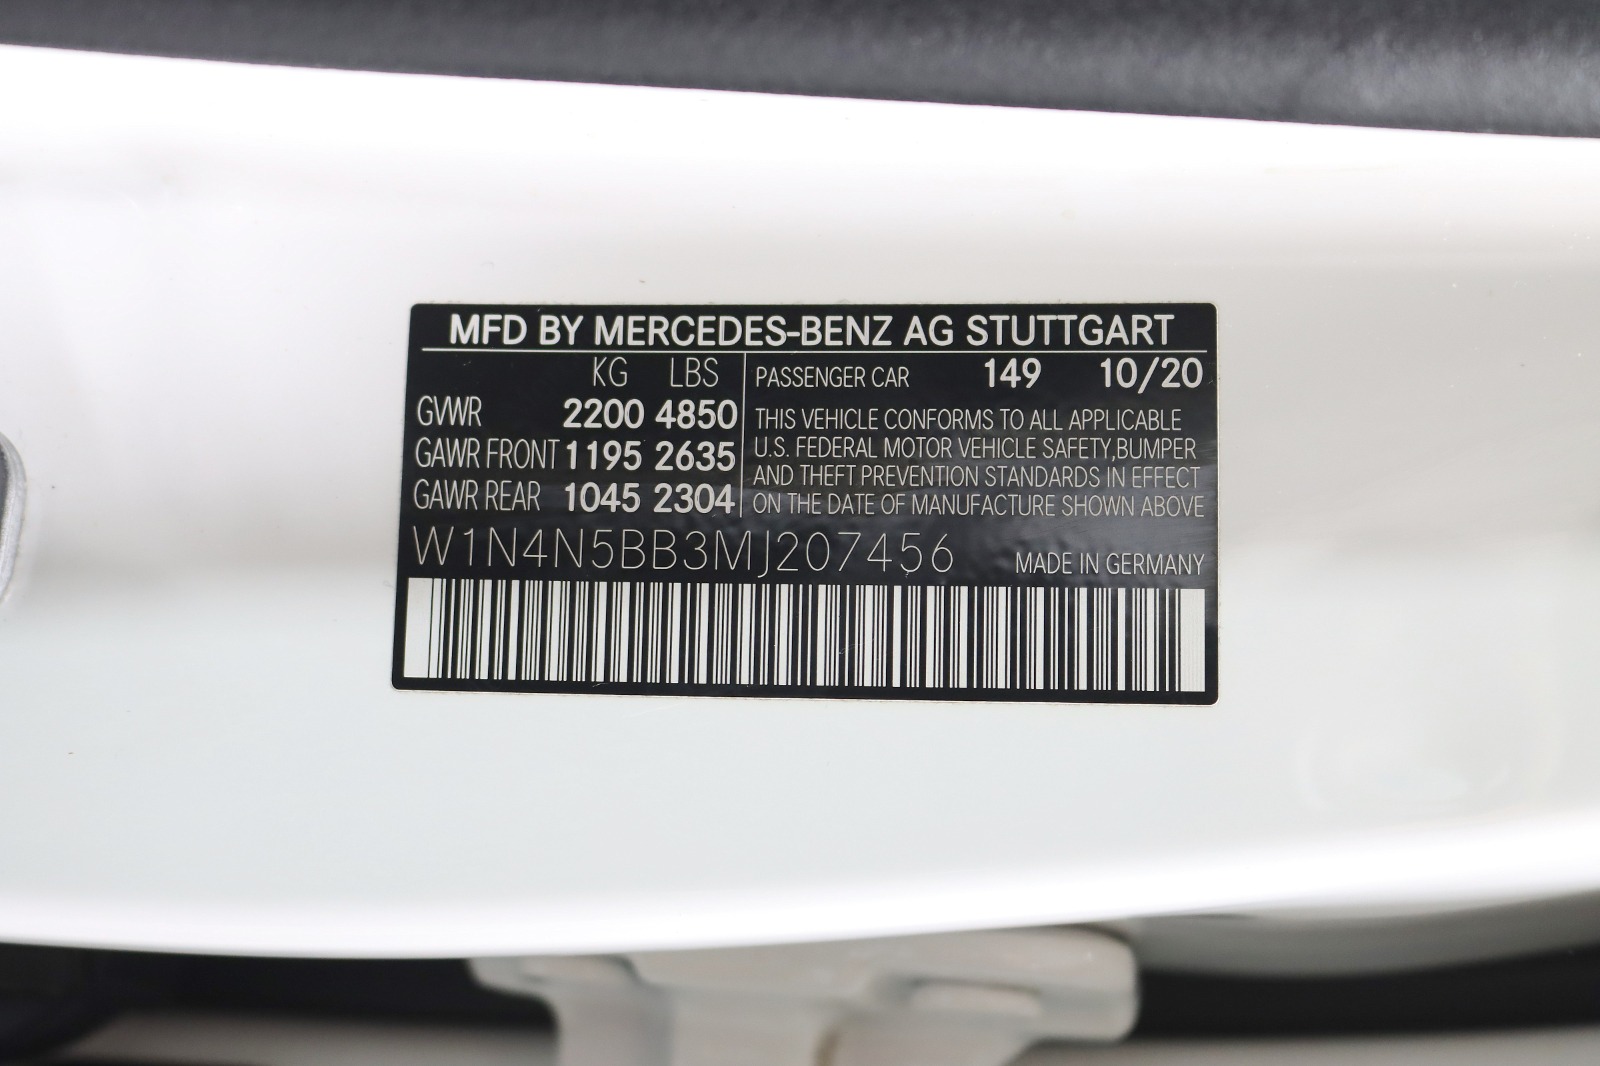 MFD BY MERCEDES-BENZ AG STUTTGART
KG LBS
GVWR 2200 4850
GAWR FRONT 1195 2635
GAWR REAR 1045 2304
PASSENGER CAR 149 10/20
THIS VEHICLE CONFORMS TO ALL APPLICABLE
U.S. FEDERAL MOTOR VEHICLE SAFETY,BUMPER
AND THEFT PREVENTION STANDARDS IN EFFECT
ON THE DATE OF MANUFACTURE SHOWN ABOVE
W1N4N5BB3MJ207456
MADE IN GERMANY